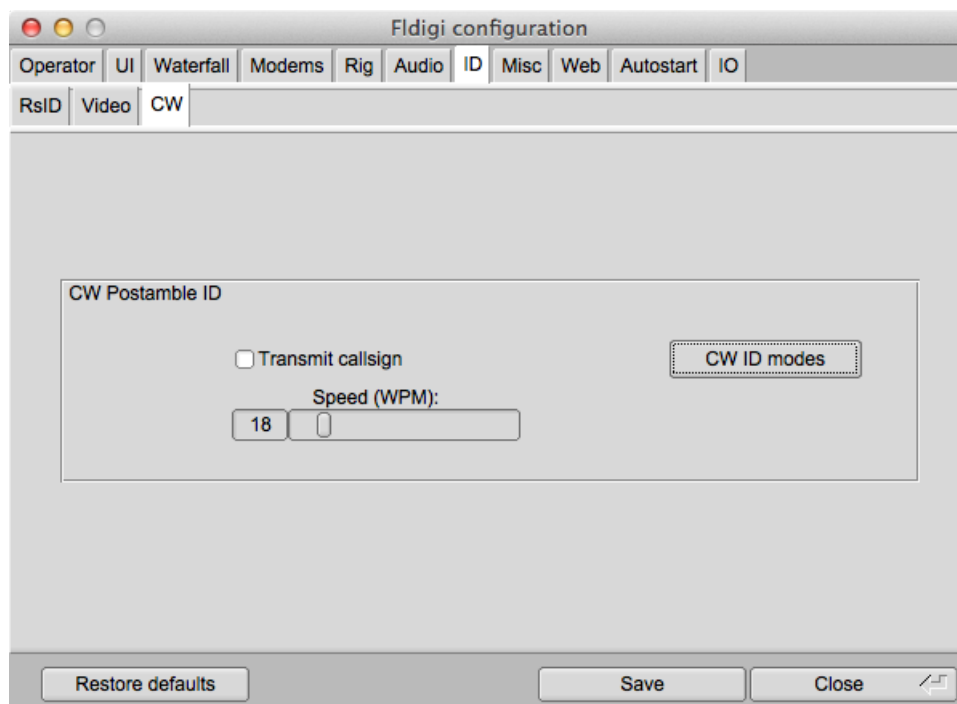 Fldigi configuration
Operator UI Waterfall Modems Rig Audio ID Misc Web Autostart IO
RsID Video CW
CW Postamble ID
Transmit callsign CW ID modes
Speed (WPM):
18
Restore defaults Save Close